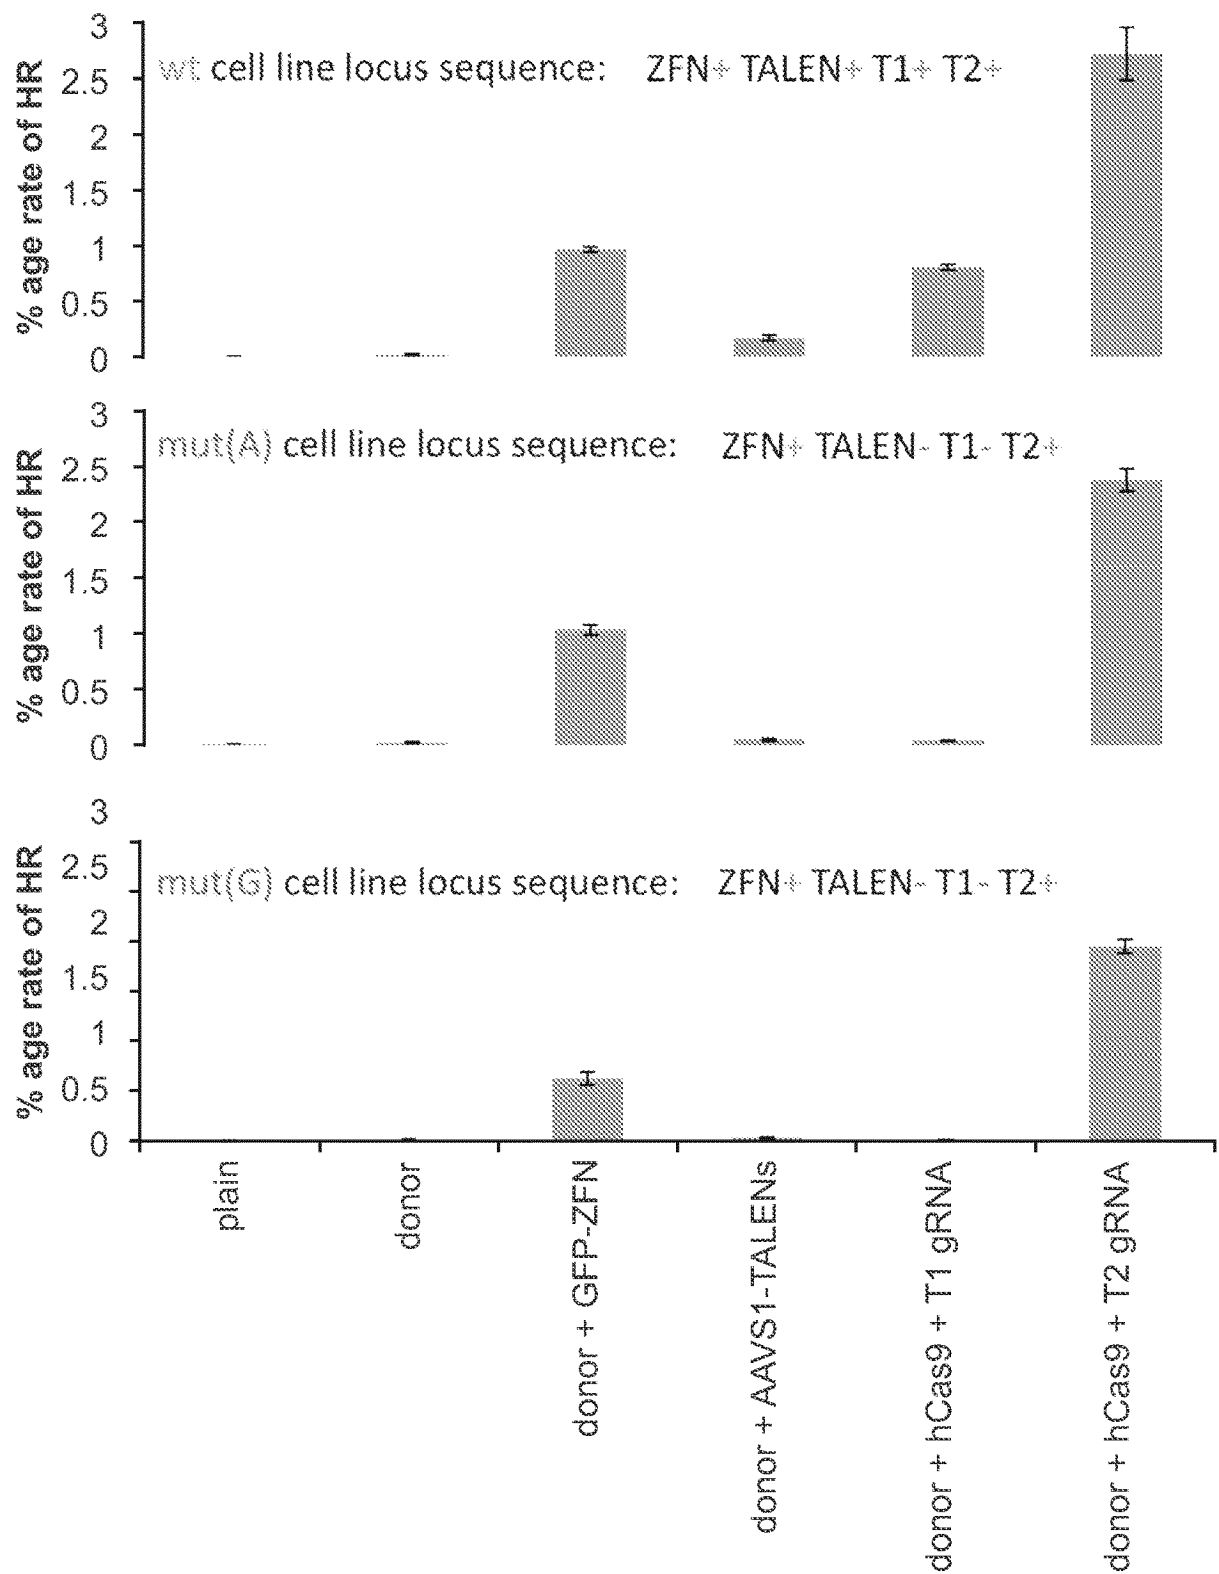 3
wt cell line locus sequence: ZFN+ TALEN+ T1+ T2+
2.5
2
1.5
1
0.5
0
% age rate of HR
3
mut(A) cell line locus sequence: ZFN+ TALEN- T1- T2+
2.5
2
1.5
1
0.5
0
% age rate of HR
3
mut(G) cell line locus sequence: ZFN+ TALEN- T1- T2+
2.5
2
1.5
1
0.5
0
% age rate of HR
plain
donor
donor + GFP-ZFN
donor + AAVS1-TALENs
donor + hCas9 + T1 gRNA
donor + hCas9 + T2 gRNA